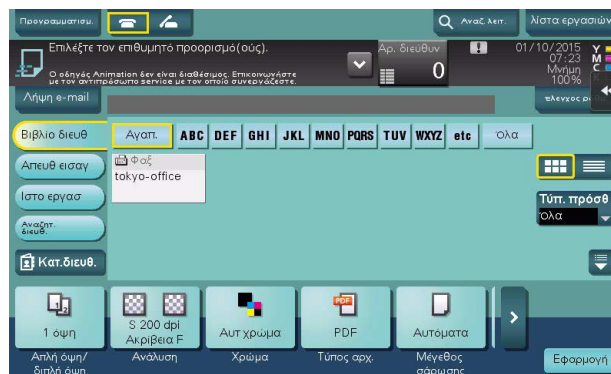 Προγραμματισμ.
Αναζ. λειτ.
λίστα εργασιών
Επιλέξτε τον επιθυμητό προορισμό(ούς).
Ο οδηγός Animation δεν είναι διαθέσιμος. Επικοινωνήστε
με τον αντιπρόσωπο service με τον οποίο συνεργάζεστε.
Αρ. διεύθυν
0
01/10/2015
07:23
Μνήμη
100%
Y
M
C
K
Λήψη e-mail
έλεγχος ρ
Βιβλίο διευθ
Αγαπ.
ABC
DEF
GHI
JKL
MNO
PQRS
TUV
WXYZ
etc
Όλα
Απευθ εισαγ
Φαξ
tokyo-office
Ιστο εργασ
Τύπ. πρόσθ
Όλα
Αναζητ.
διευθ.
Κατ.διευθ.
1 όψη
S 200 dpi
Ακρίβεια F
Αυτ χρώμα
PDF
PDF
Αυτόματα
Απλή όψη/
διπλή όψη
Ανάλυση
Χρώμα
Τύπος αρχ.
Μέγεθος
σάρωσης
Εφαρμογή